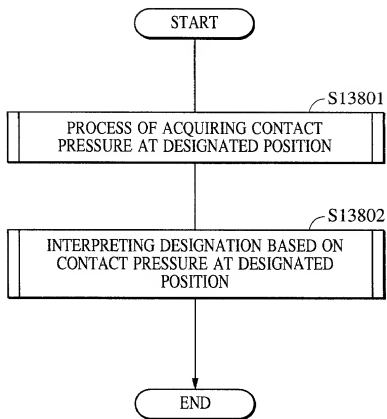 START
S13801
PROCESS OF ACQUIRING CONTACT
PRESSURE AT DESIGNATED POSITION
S13802
INTERPRETING DESIGNATION BASED ON
CONTACT PRESSURE AT DESIGNATED
POSITION
END